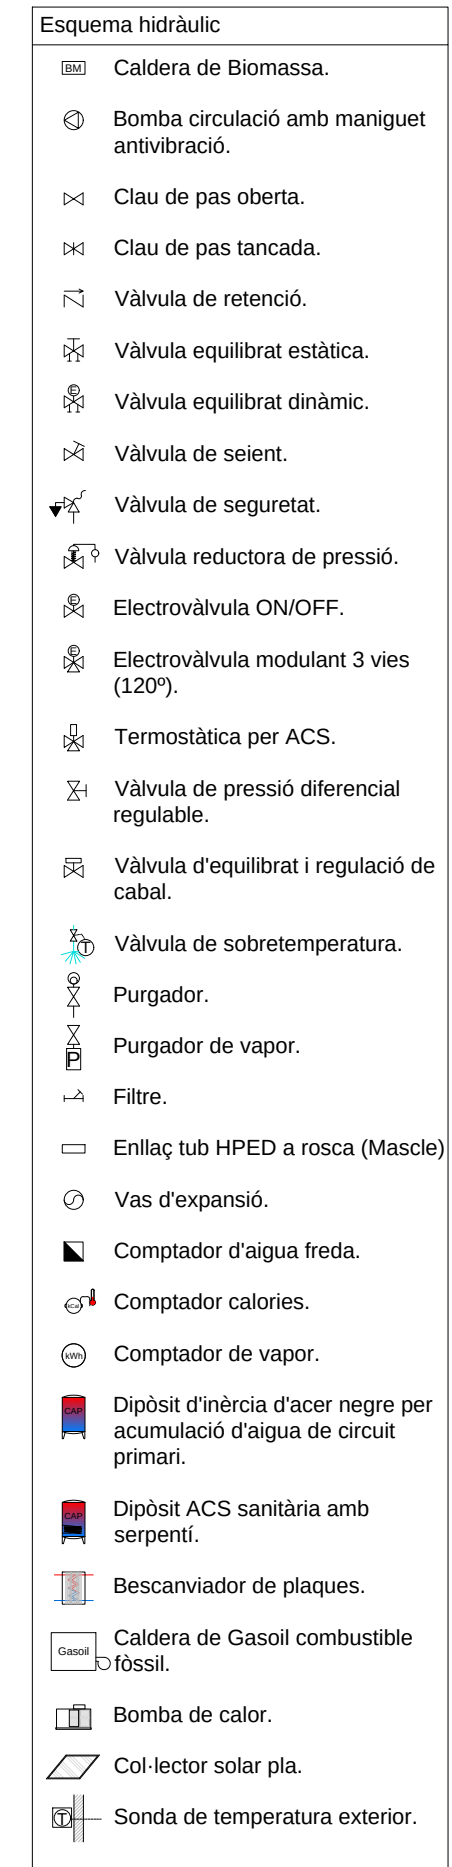 Esquema hidràulic
BM Caldera de Biomassa.
Bomba circulació amb maniguet
antivibració.
Clau de pas oberta.
Clau de pas tancada.
Vàlvula de retenció.
Vàlvula equilibrat estàtica.
E Vàlvula equilibrat dinàmic.
Vàlvula de seient.
Vàlvula de seguretat.
Vàlvula reductora de pressió.
E Electrovàlvula ON/OFF.
E Electrovàlvula modulant 3 vies
(120º).
Termostàtica per ACS.
Vàlvula de pressió diferencial
regulable.
Vàlvula d'equilibrat i regulació de
cabal.
T Vàlvula de sobretemperatura.
Purgador.
P Purgador de vapor.
Filtre.
Enllaç tub HPED a rosca (Mascle)
Vas d'expansió.
Comptador d'aigua freda.
kCal Comptador calories.
kWh Comptador de vapor.
CAP Dipòsit d'inèrcia d'acer negre per
acumulació d'aigua de circuit
primari.
CAP Dipòsit ACS sanitària amb
serpentí.
Bescanviador de plaques.
Gasoil Caldera de Gasoil combustible
fòssil.
Bomba de calor.
Col·lector solar pla.
T Sonda de temperatura exterior.